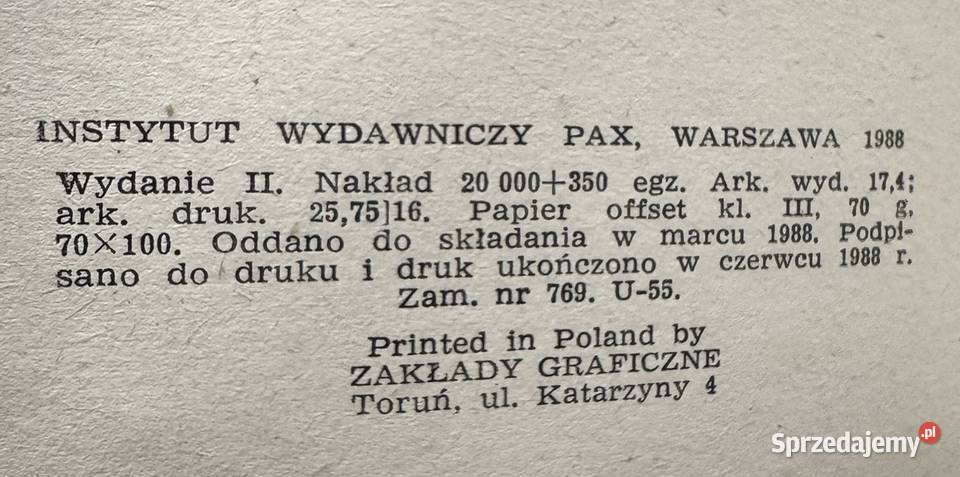 INSTYTUT WYDAWNICZY PAX, WARSZAWA 1988
Wydanie II. Nakład 20 000+350 egz. Ark. wyd. 17,4;
ark. druk. 25,75]16. Papier offset kl. III, 70 g,
70×100. Oddano do składania w marcu 1988. Podpi-
sano do druku i druk ukończono w czerwcu 1988 r.
Zam. nr 769. U-55.
Printed in Poland by
ZAKŁADY GRAFICZNE
Toruń, ul. Katarzyny 4
Sprzedajemy.pl